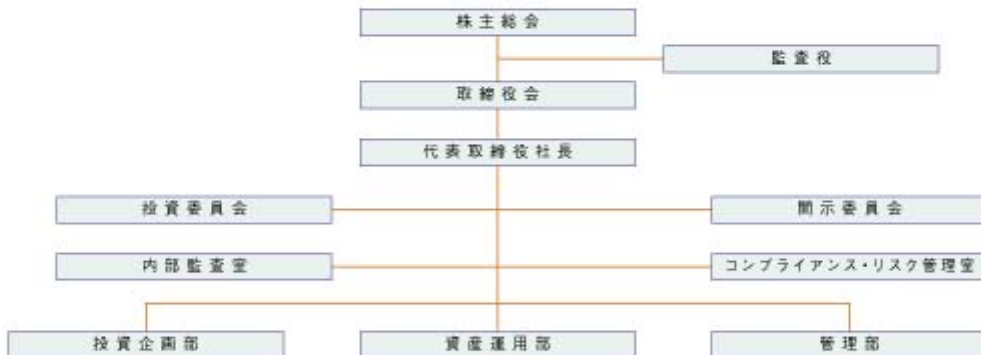 株主総会
監査役
取締役会
代表取締役社長
投資委員会
開示委員会
内部監査室
コンプライアンス・リスク管理室
投資企画部
資産運用部
管理部